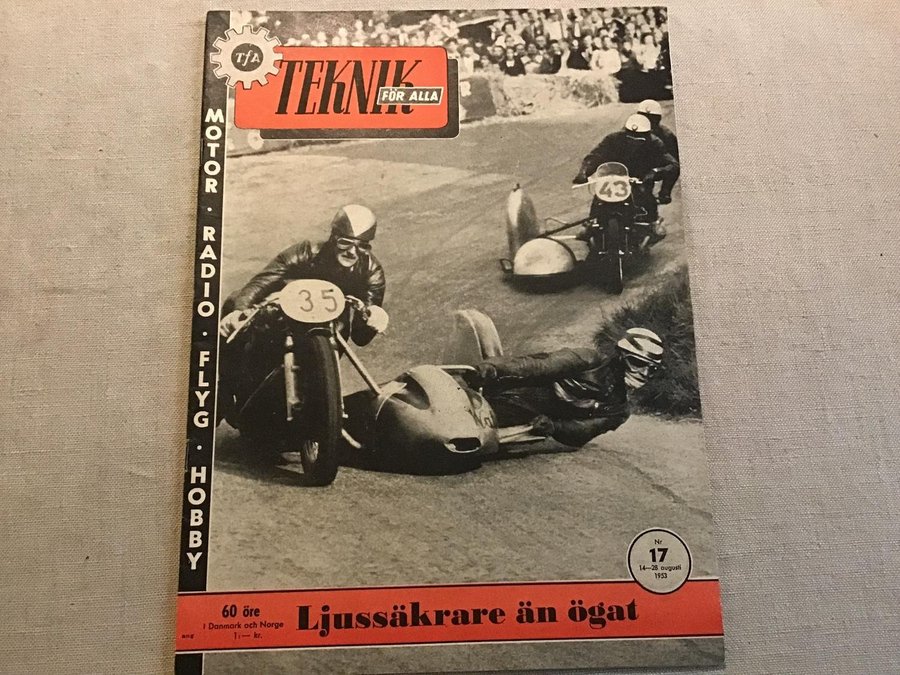 TfA
TEKNIK
FÖR ALLA
MOTOR · RADIO · FLYG · HOBBY
43
35
Nr
17
14—28 augusti
1953
60 öre
I Danmark och Norge
1:— kr.
Ljussäkrare än ögat